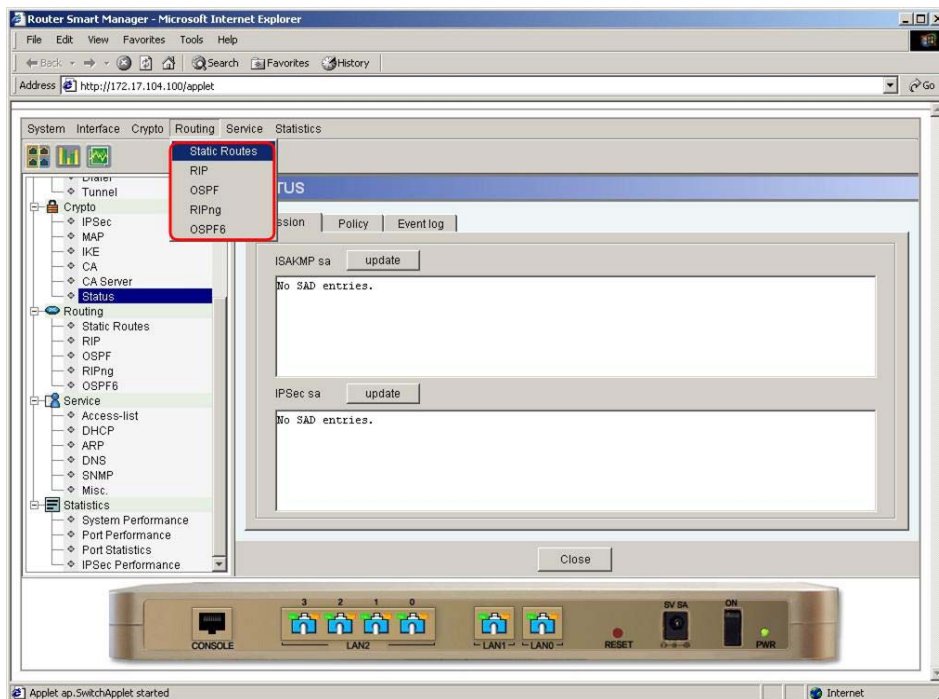 Router Smart Manager - Microsoft Internet Explorer
File Edit View Favorites Tools Help
Back Search Favorites History
Address http://172.17.104.100/applet Go
System Interface Crypto Routing Service Statistics
Static Routes
RIP
OSPF
RIPng
OSPF6
Tunnel
Crypto
IPSec
MAP
IKE
CA
CA Server
Status
Routing
Static Routes
RIP
OSPF
RIPng
OSPF6
Service
Access-list
DHCP
ARP
DNS
SNMP
Misc.
Statistics
System Performance
Port Performance
Port Statistics
IPSec Performance
TUS
ssion Policy Event log
ISAKMP sa update
No SAD entries.
IPSec sa update
No SAD entries.
Close
3 2 1 0
CONSOLE LAN2 LAN1 LAN0 RESET 5V 5A ON PWR
Applet ap.SwitchApplet started Internet